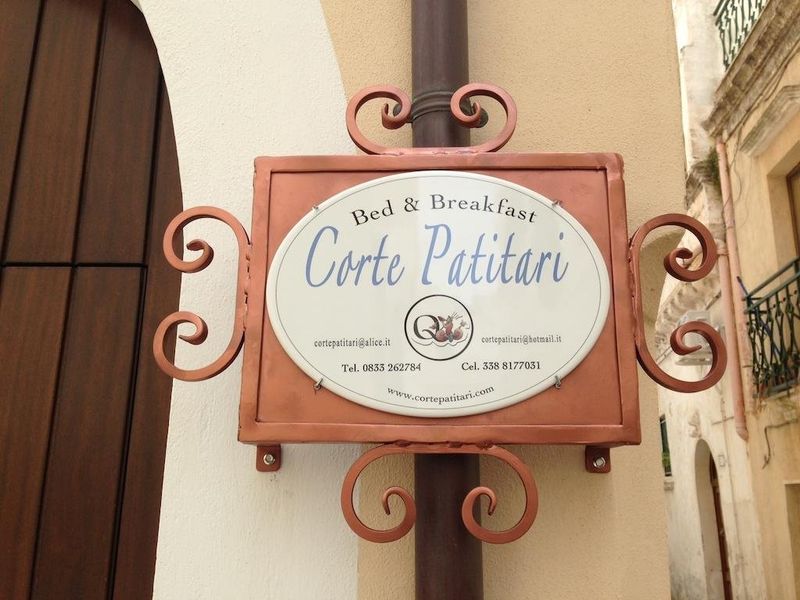 Bed & Breakfast
Corte Patitari
Q
cortepatitari@alice.it cortepatitari@hotmail.it
Tel. 0833 262784 Cel. 338 8177031
www.cortepatitari.com